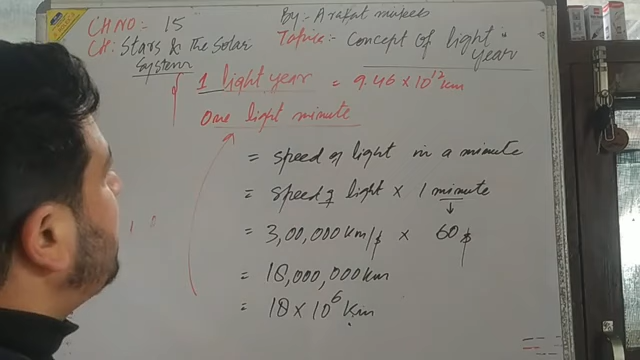 CH NO:- 15
By:- Arafat
CH: Stars & The Solar System
Topic:- Concept Of light year
1 light year = 9.46 × 10¹² km
One light minute
= speed of light in a minute
= speed of light × 1 minute
= 3,00,000 km/s × 60 s
= 18,000,000 km
= 18 × 10⁶ Km